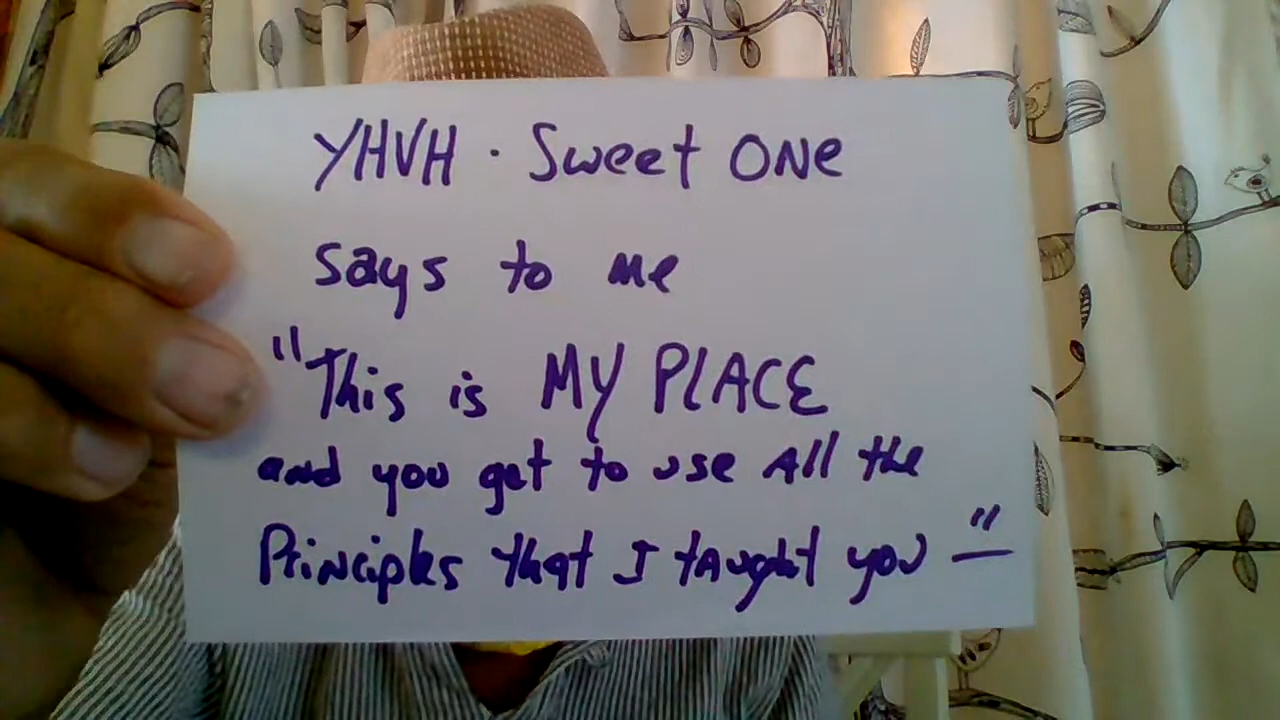 YHVH · Sweet ONe
says to me
"This is MY PLACE
and you get to use All the
Principles that I taught you —"